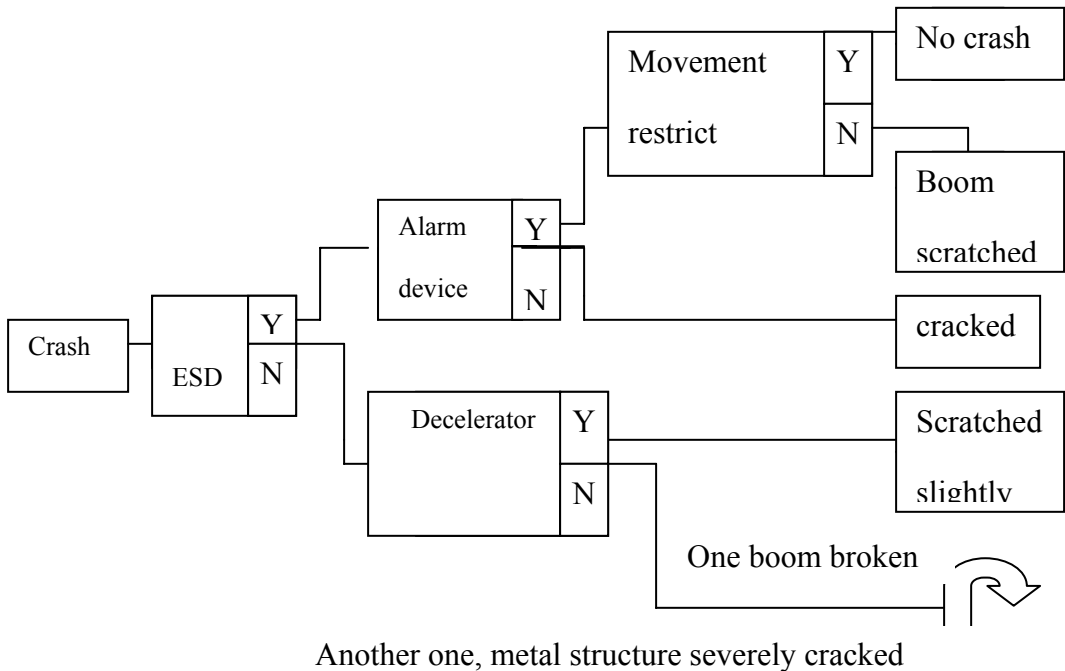 Crash
ESD
Y
N
Alarm
device
Y
N
Movement
restrict
Y
N
No crash
Boom
scratched
cracked
Decelerator
Y
N
Scratched
slightly
One boom broken
Another one, metal structure severely cracked